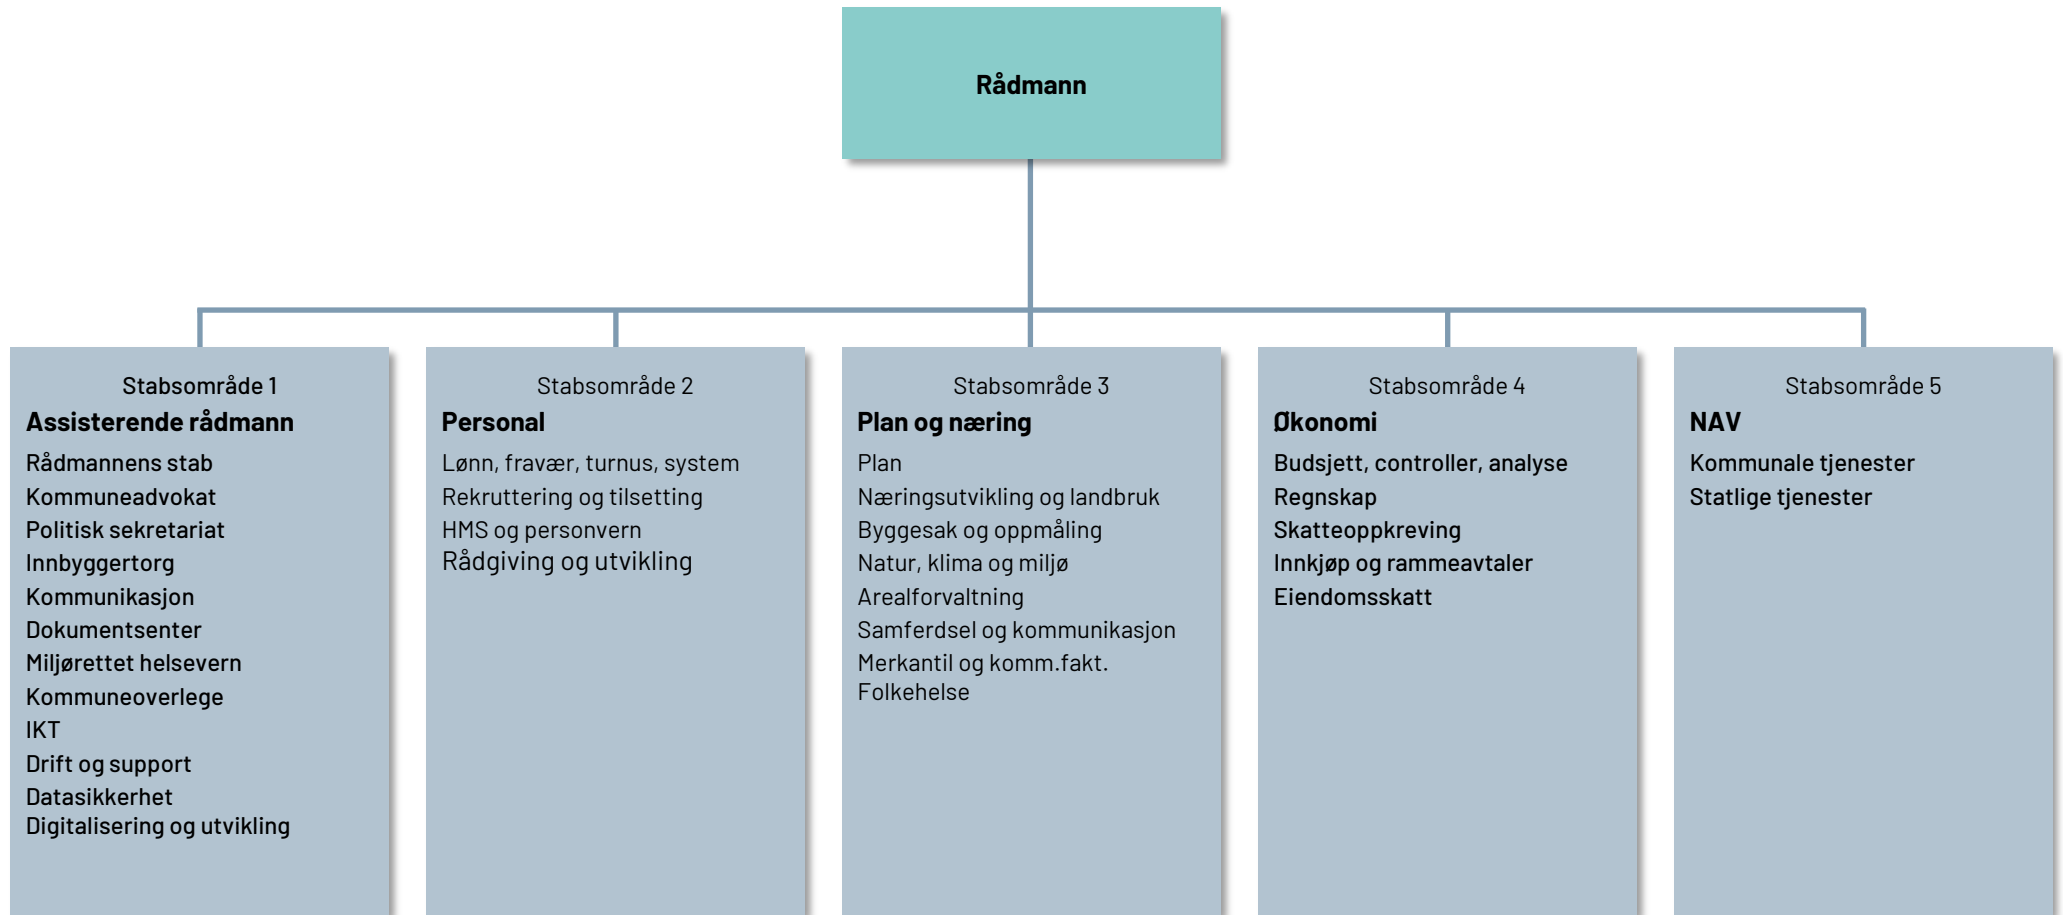 Rådmann
Stabsområde 1
Assisterende rådmann
Rådmannens stab
Kommuneadvokat
Politisk sekretariat
Innbyggertorg
Kommunikasjon
Dokumentsenter
Miljørettet helsevern
Kommuneoverlege
IKT
Drift og support
Datasikkerhet
Digitalisering og utvikling
Stabsområde 2
Personal
Lønn, fravær, turnus, system
Rekruttering og tilsetting
HMS og personvern
Rådgiving og utvikling
Stabsområde 3
Plan og næring
Plan
Næringsutvikling og landbruk
Byggesak og oppmåling
Natur, klima og miljø
Arealforvaltning
Samferdsel og kommunikasjon
Merkantil og komm.fakt.
Folkehelse
Stabsområde 4
Økonomi
Budsjett, controller, analyse
Regnskap
Skatteoppkreving
Innkjøp og rammeavtaler
Eiendomsskatt
Stabsområde 5
NAV
Kommunale tjenester
Statlige tjenester